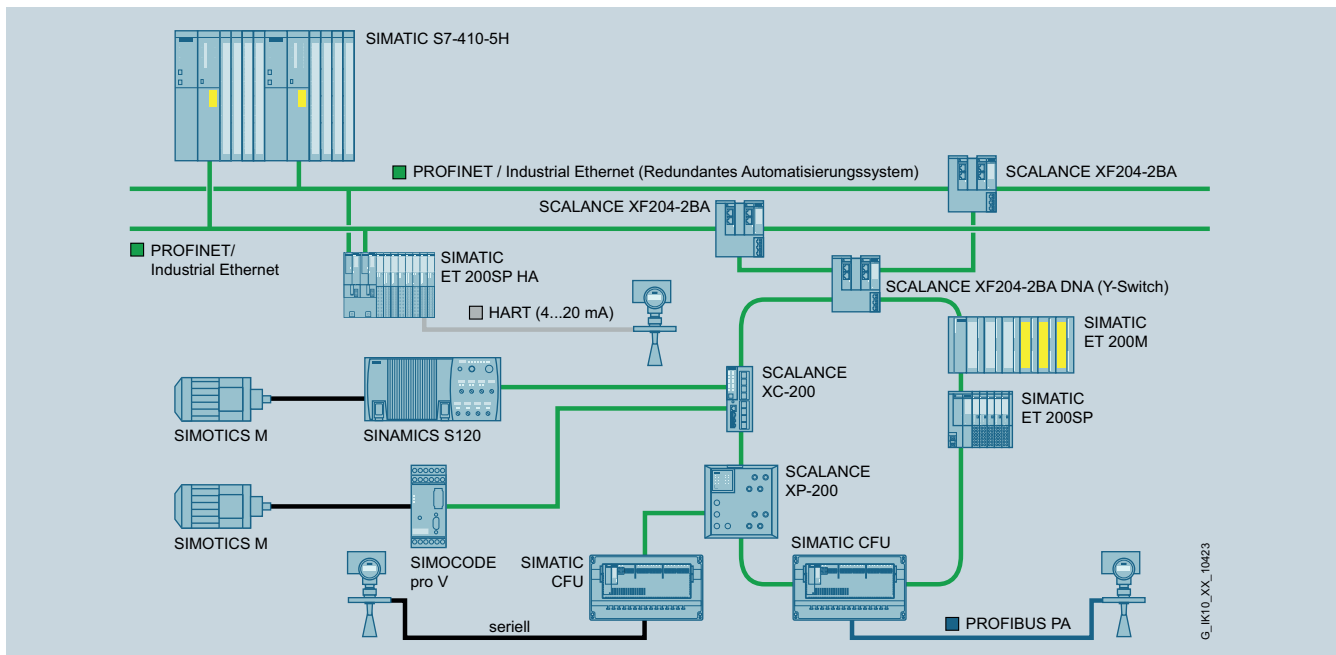 SIMATIC S7-410-5H
PROFINET / Industrial Ethernet (Redundantes Automatisierungssystem)
SCALANCE XF204-2BA
SCALANCE XF204-2BA
PROFINET/
Industrial Ethernet
SIMATIC
ET 200SP HA
SCALANCE XF204-2BA DNA (Y-Switch)
HART (4...20 mA)
SIMATIC
ET 200M
SCALANCE
XC-200
SIMATIC
ET 200SP
SIMOTICS M
SINAMICS S120
SCALANCE
XP-200
SIMOTICS M
SIMOCODE
pro V
SIMATIC
CFU
SIMATIC CFU
seriell
PROFIBUS PA
G_IK10_XX_10423